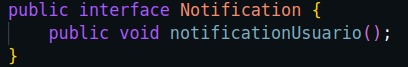 public interface Notification {
    public void notificationUsuario();
}